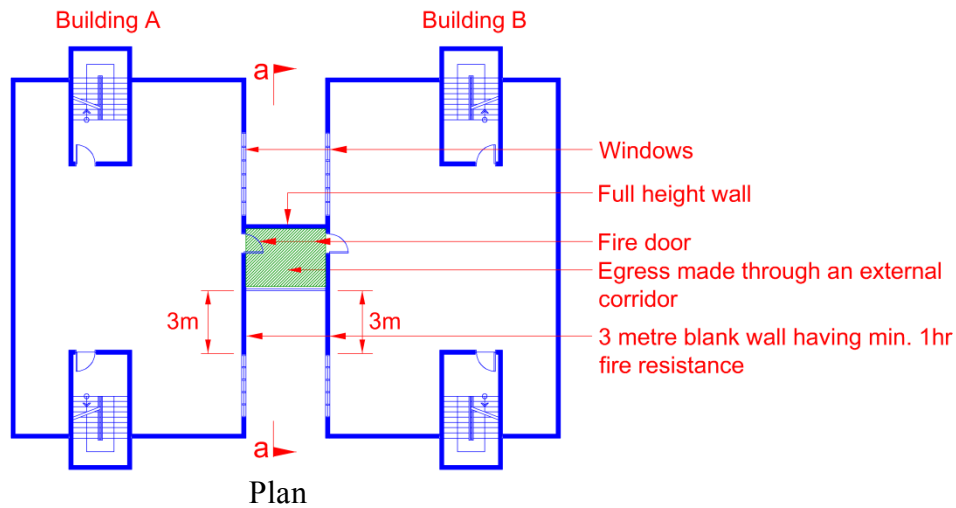 Building A
Building B
a
Windows
Full height wall
Fire door
Egress made through an external
corridor
3m
3m
3 metre blank wall having min. 1hr
fire resistance
a
Plan